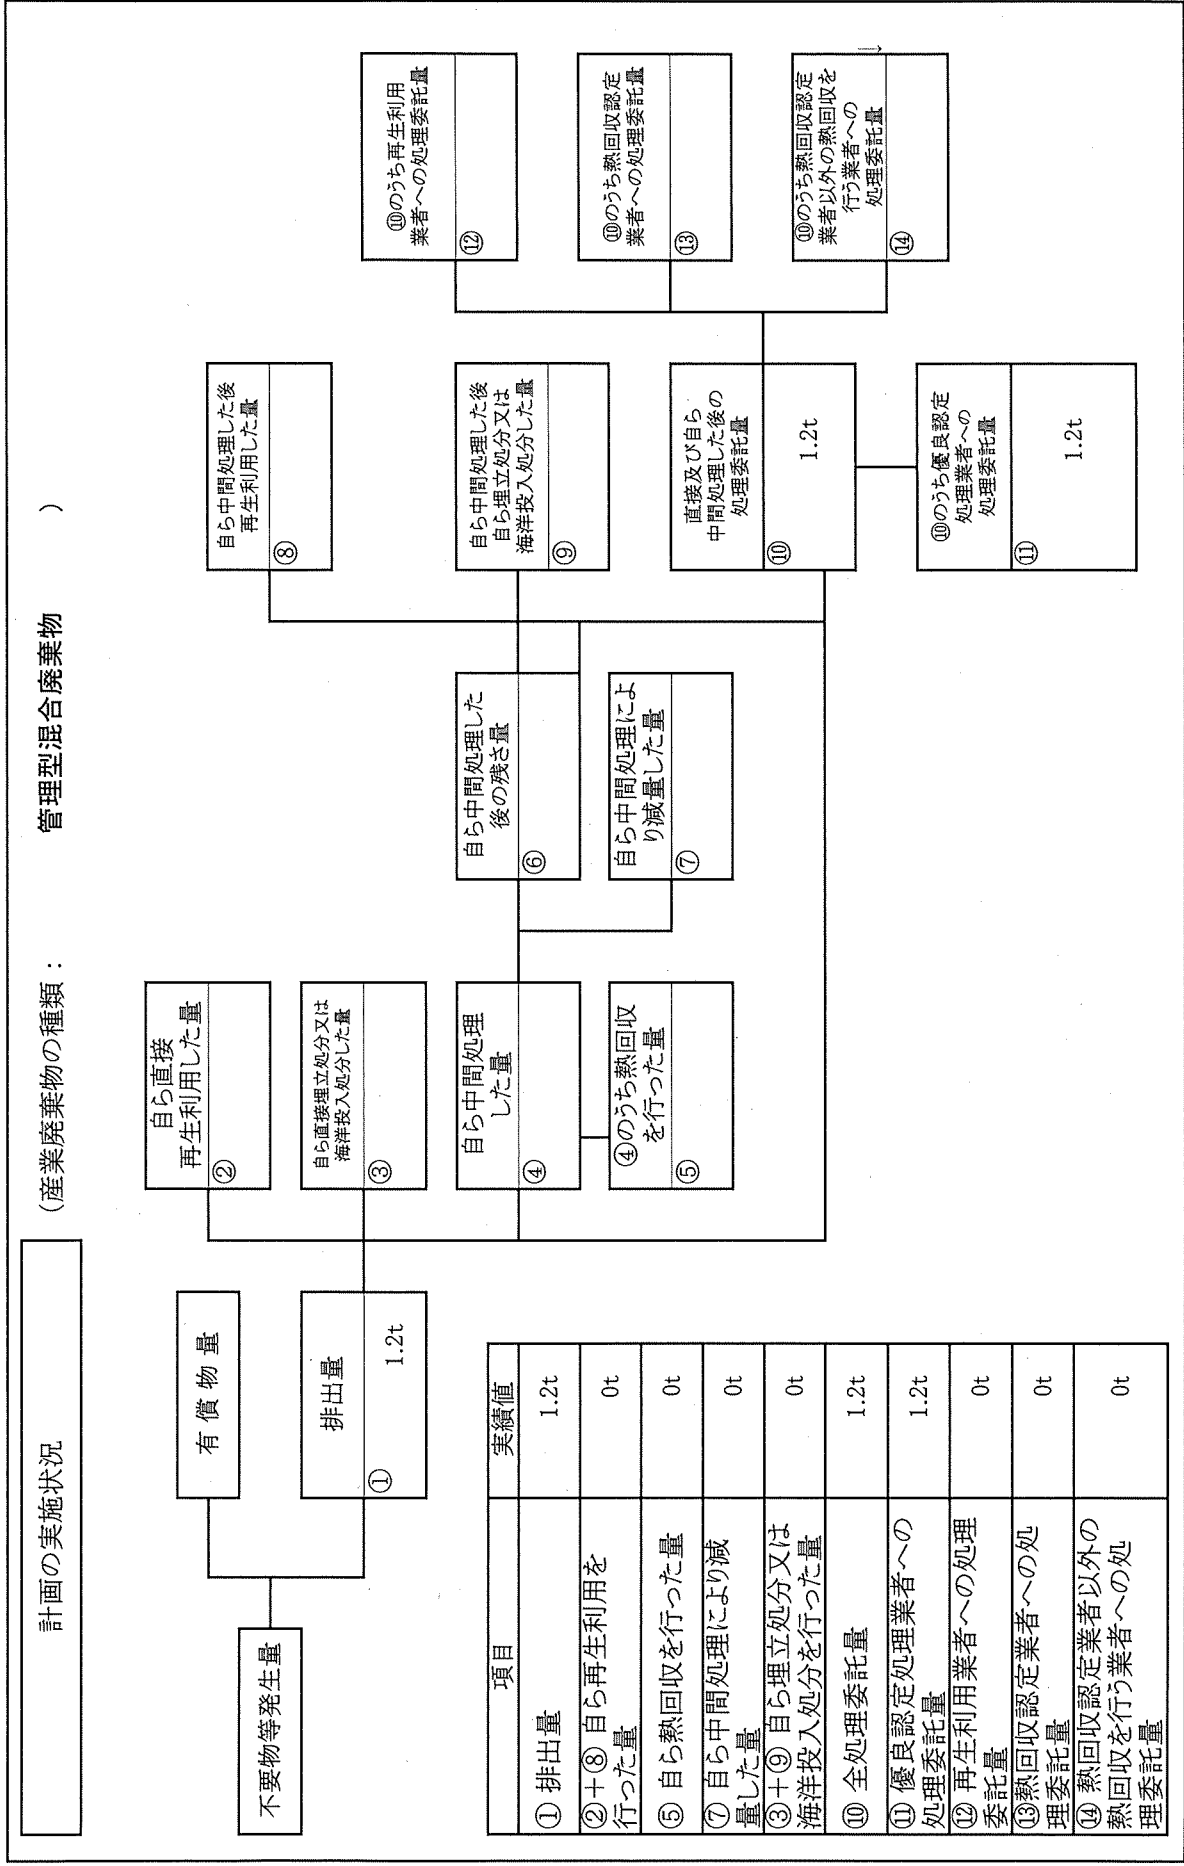 計画の実施状況
(産業廃棄物の種類: 管理型混合廃棄物 )
不要物等発生量
有償物量
排出量
① 1.2t
自ら直接
再生利用した量
②
自ら直接埋立処分又は
海洋投入処分した量
③
自ら中間処理
した量
④
④のうち熱回収
を行った量
⑤
自ら中間処理した
後の残さ量
⑥
自ら中間処理によ
り減量した量
⑦
自ら中間処理した後
再生利用した量
⑧
自ら中間処理した後
自ら埋立処分又は
海洋投入処分した量
⑨
直接及び自ら
中間処理した後の
処理委託量
⑩ 1.2t
⑩のうち優良認定
処理業者への
処理委託量
⑪ 1.2t
⑩のうち再生利用
業者への処理委託量
⑫
⑩のうち熱回収認定
業者への処理委託量
⑬
⑩のうち熱回収認定
業者以外の熱回収を
行う業者への
処理委託量
⑭
項目 実績値
① 排出量 1.2t
②+⑧ 自ら再生利用を
行った量 0t
⑤ 自ら熱回収を行った量 0t
⑦ 自ら中間処理により減
量した量 0t
③+⑨ 自ら埋立処分又は
海洋投入処分を行った量 0t
⑩ 全処理委託量 1.2t
⑪ 優良認定処理業者への
処理委託量 1.2t
⑫ 再生利用業者への処理
委託量 0t
⑬熱回収認定業者への処
理委託量 0t
⑭ 熱回収認定業者以外の
熱回収を行う業者への処
理委託量 0t